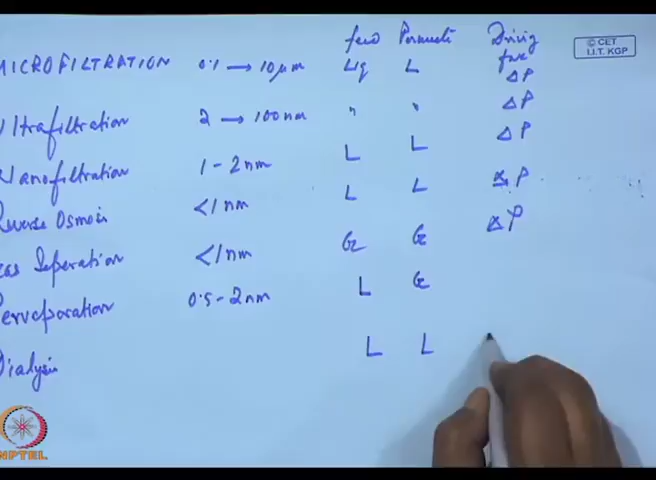 feed Permeate Driving force
© CET
I.I.T. KGP
MICROFILTRATION 0.1 → 10 μm Liq L ΔP
Ultrafiltration 2 → 100 nm " " ΔP
Nanofiltration 1 - 2 nm L L ΔP
Reverse Osmosis <1 nm L L ΔP
Gas Seperation <1 nm G G ΔP
Pervaporation 0.5 - 2 nm L G
Dialysis L L
NPTEL